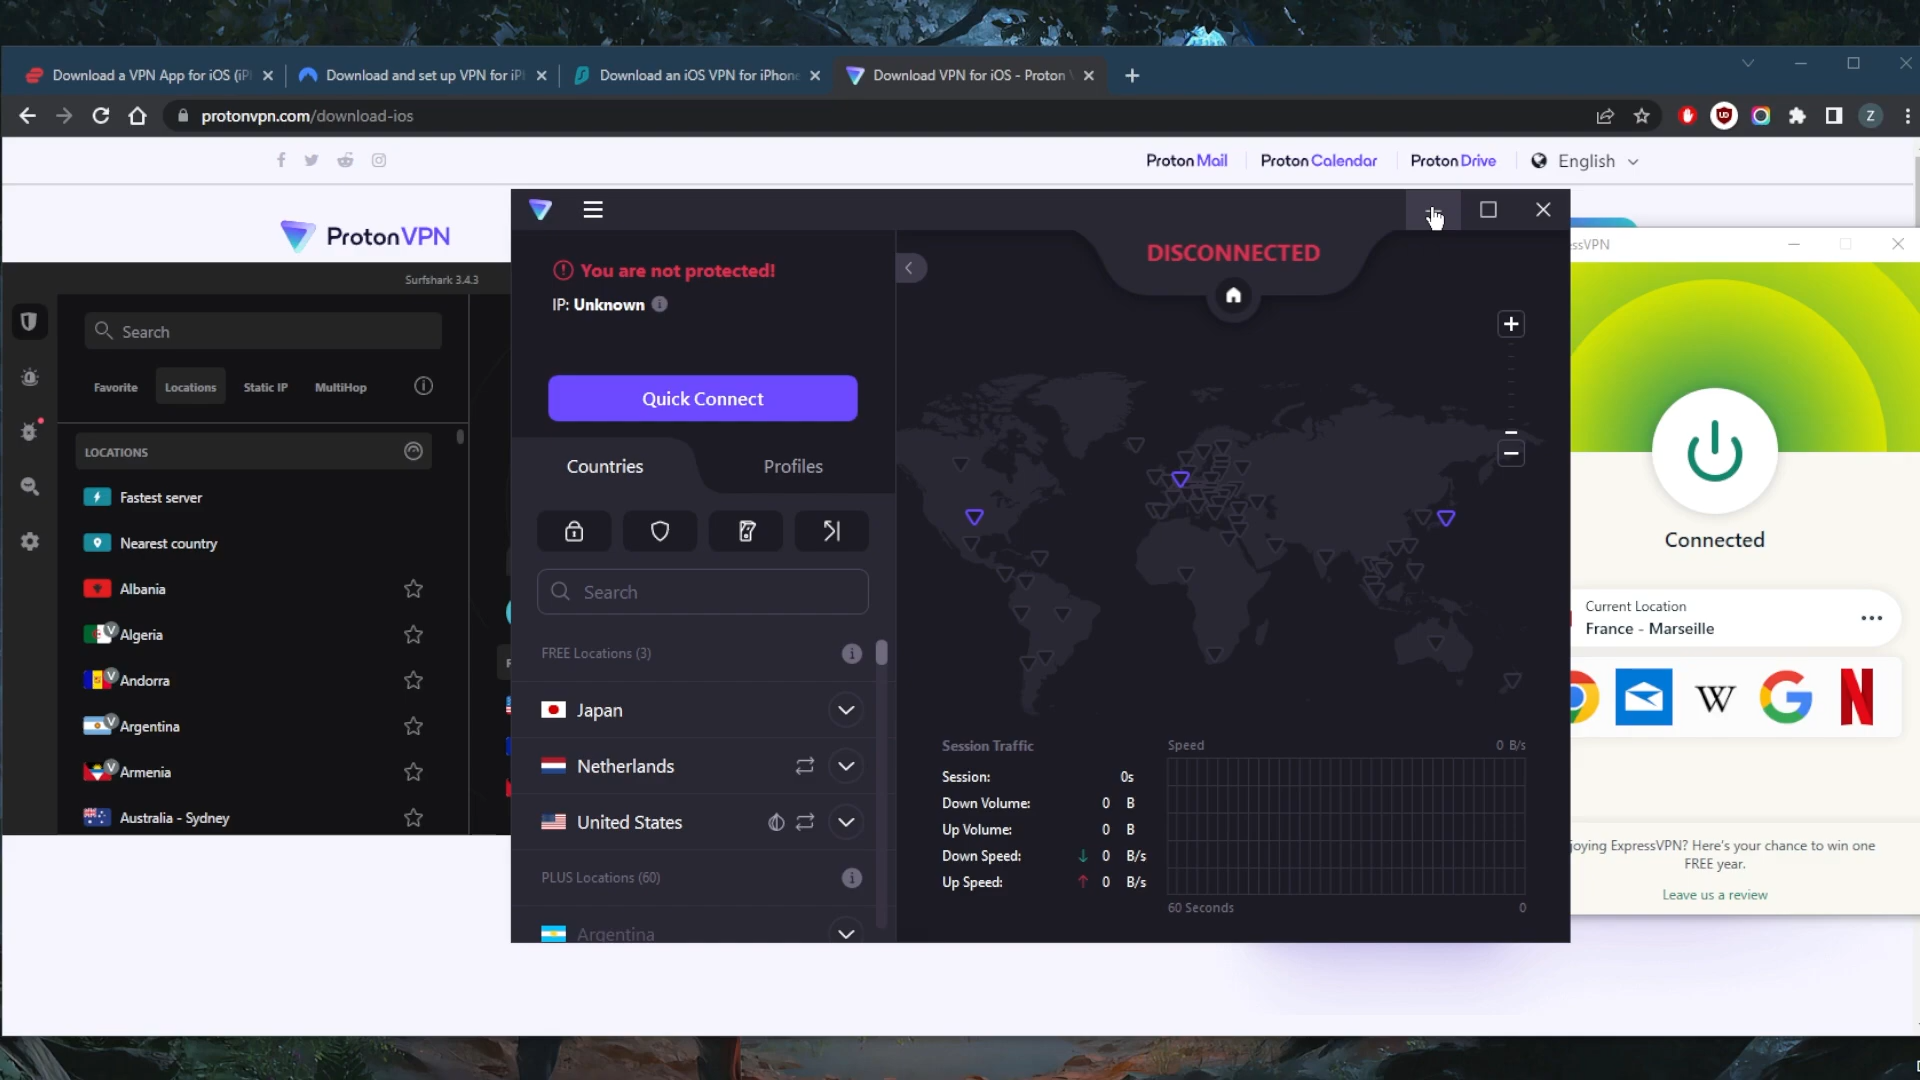 Download a VPN App for iOS (iP
Download and set up VPN for iP
Download an iOS VPN for iPhone
Download VPN for iOS - Proton
protonvpn.com/download-ios
Z
Proton Mail
Proton Calendar
Proton Drive
English
ProtonVPN
Surfshark 3.4.3
Search
Favorite
Locations
Static IP
MultiHop
LOCATIONS
Fastest server
Nearest country
Albania
Algeria
Andorra
Argentina
Armenia
Australia - Sydney
You are not protected!
IP: Unknown
Quick Connect
Countries
Profiles
Search
FREE Locations (3)
Japan
Netherlands
United States
PLUS Locations (60)
Argentina
DISCONNECTED
Session Traffic
Session: 0s
Down Volume: 0 B
Up Volume: 0 B
Down Speed: 0 B/s
Up Speed: 0 B/s
Speed
0 B/s
60 Seconds
0
ssVPN
Connected
Current Location
France - Marseille
W
G
N
joying ExpressVPN? Here's your chance to win one
FREE year.
Leave us a review